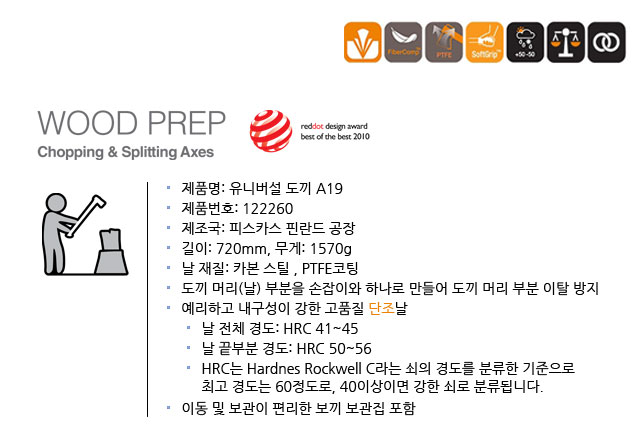 FiberComp
PTFE
SoftGrip
+50 -50
WOOD PREP
Chopping & Splitting Axes
reddot design award
best of the best 2010
제품명: 유니버설 도끼 A19
제품번호: 122260
제조국: 피스카스 핀란드 공장
길이: 720mm, 무게: 1570g
날 재질: 카본 스틸 , PTFE코팅
도끼 머리(날) 부분을 손잡이와 하나로 만들어 도끼 머리 부분 이탈 방지
예리하고 내구성이 강한 고품질 단조날
날 전체 경도: HRC 41~45
날 끝부분 경도: HRC 50~56
HRC는 Hardnes Rockwell C라는 쇠의 경도를 분류한 기준으로
최고 경도는 60정도로, 40이상이면 강한 쇠로 분류됩니다.
이동 및 보관이 편리한 보끼 보관집 포함